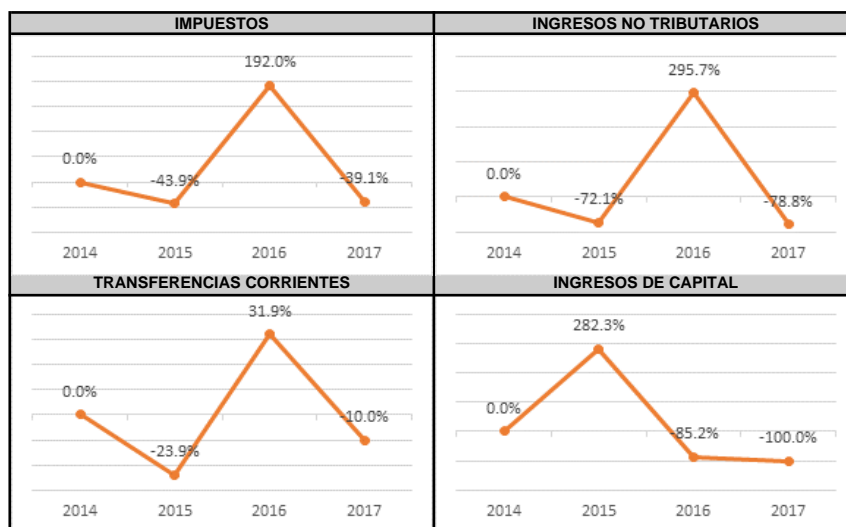 IMPUESTOS
192.0%
0.0%
-43.9%
-39.1%
2014 2015 2016 2017
INGRESOS NO TRIBUTARIOS
295.7%
0.0%
-72.1%
-78.8%
2014 2015 2016 2017
TRANSFERENCIAS CORRIENTES
31.9%
0.0%
-23.9%
-10.0%
2014 2015 2016 2017
INGRESOS DE CAPITAL
282.3%
0.0%
-85.2%
-100.0%
2014 2015 2016 2017